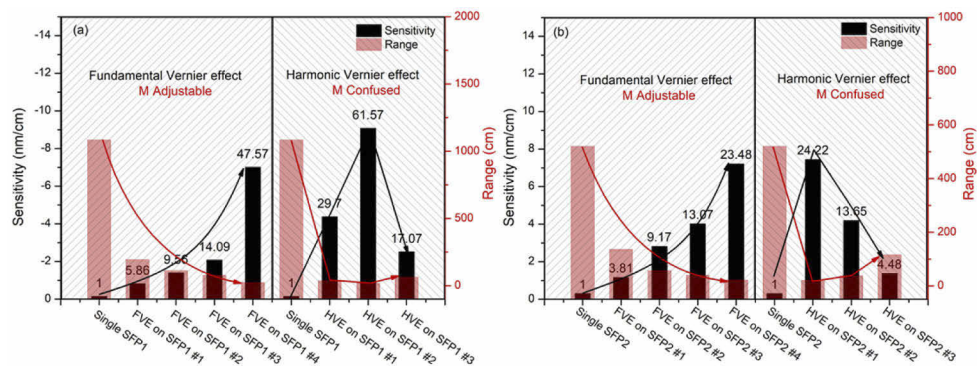 (a)
Sensitivity
Range
Fundamental Vernier effect
M Adjustable
Harmonic Vernier effect
M Confused
Sensitivity (nm/cm)
-14
-12
-10
-8
-6
-4
-2
0
2000
1500
1000
500
0
Range (cm)
1
5.86
9.55
14.09
47.57
1
29.7
61.57
17.07
Single SFP1
FVE on SFP1 #1
FVE on SFP1 #2
FVE on SFP1 #3
FVE on SFP1 #4
Single SFP1
HVE on SFP1 #1
HVE on SFP1 #2
HVE on SFP1 #3
(b)
Sensitivity
Range
Fundamental Vernier effect
M Adjustable
Harmonic Vernier effect
M Confused
Sensitivity (nm/cm)
14
12
10
8
6
4
2
0
1000
800
600
400
200
0
Range (cm)
1
3.81
9.17
13.07
23.48
1
24.22
13.65
4.48
Single SFP2
FVE on SFP2 #1
FVE on SFP2 #2
FVE on SFP2 #3
FVE on SFP2 #4
Single SFP2
HVE on SFP2 #1
HVE on SFP2 #2
HVE on SFP2 #3